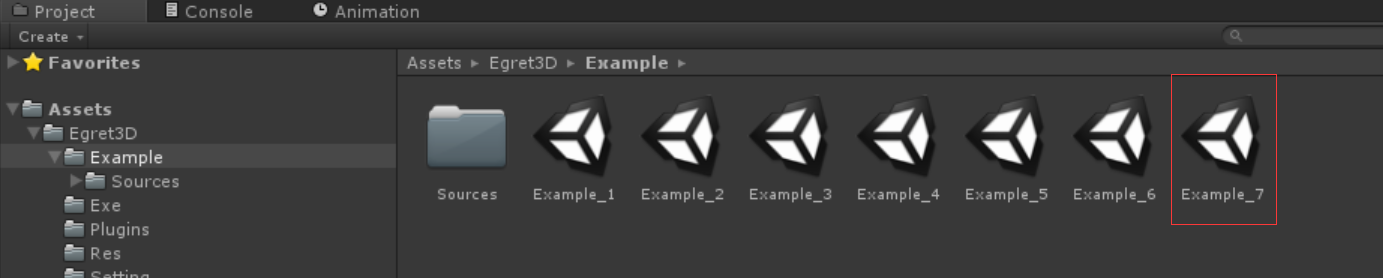 Project
Console
Animation
Create
Favorites
Assets
Egret3D
Example
Sources
Exe
Plugins
Res
Setting
Assets ▸ Egret3D ▸ Example ▸
Sources
Example_1
Example_2
Example_3
Example_4
Example_5
Example_6
Example_7